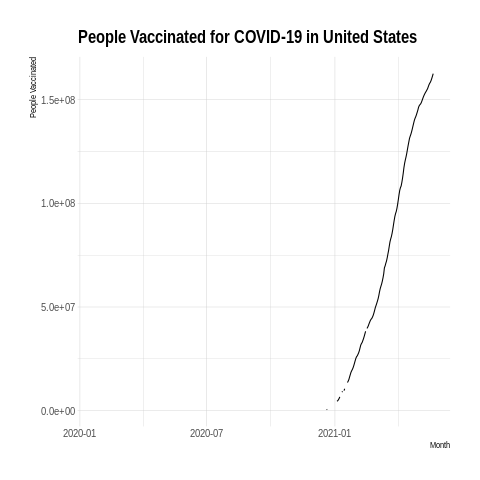 People Vaccinated for COVID-19 in United States
People Vaccinated
1.5e+08
1.0e+08
5.0e+07
0.0e+00
2020-01 2020-07 2021-01
Month